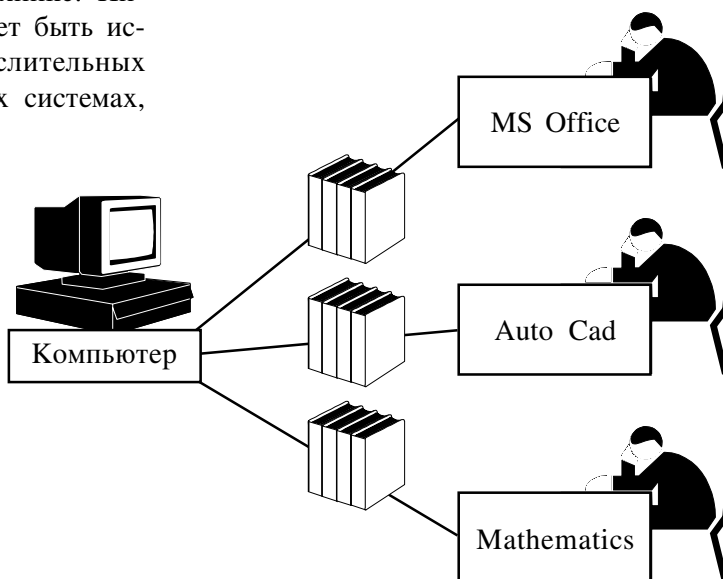 ет быть ис-
слительных
х системах,
MS Office
Компьютер
Auto Cad
Mathematics